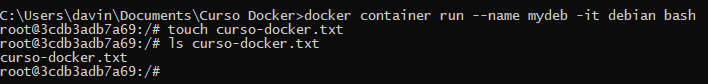 C:\Users\davin\Documents\Curso Docker>docker container run --name mydeb -it debian bash
root@3cdb3adb7a69:/# touch curso-docker.txt
root@3cdb3adb7a69:/# ls curso-docker.txt
curso-docker.txt
root@3cdb3adb7a69:/#